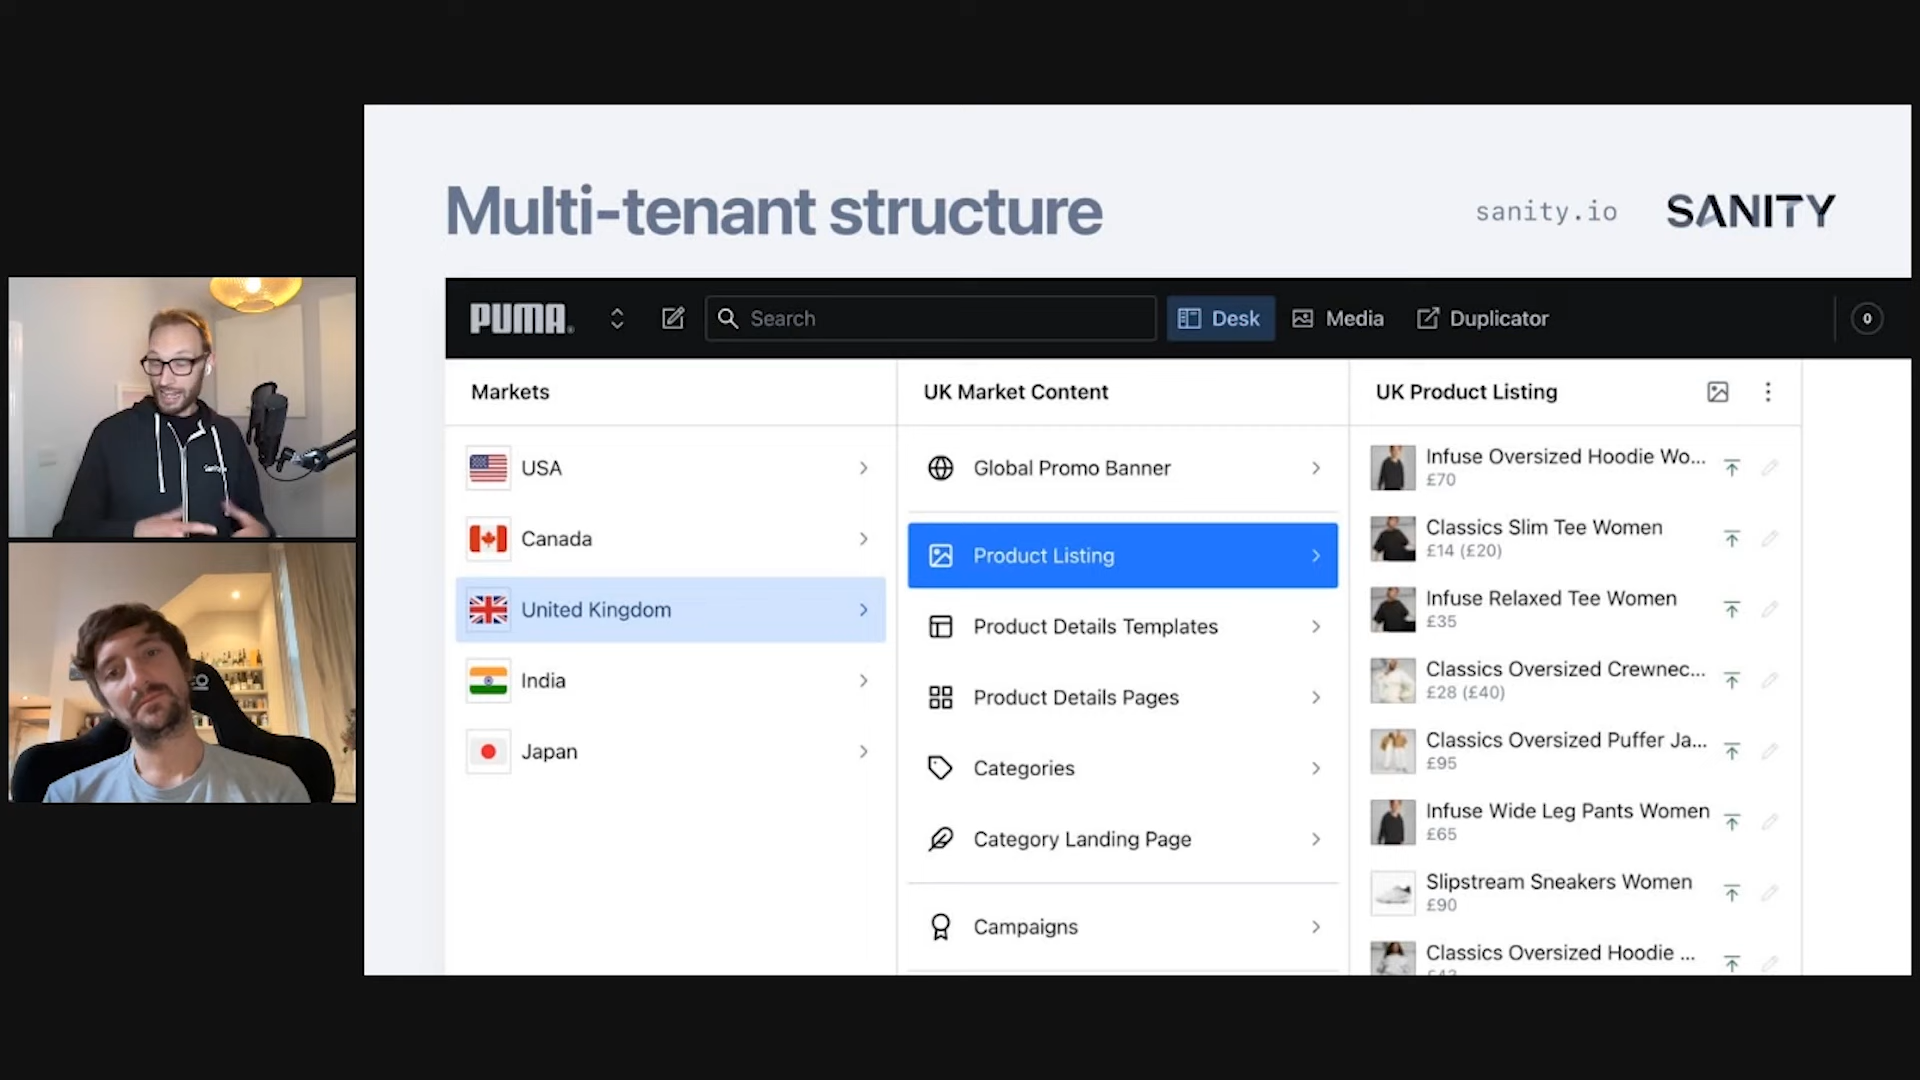 Multi-tenant structure
sanity.io
SANITY
PUMA
Search
Desk
Media
Duplicator
0
Markets
USA
Canada
United Kingdom
India
Japan
UK Market Content
Global Promo Banner
Product Listing
Product Details Templates
Product Details Pages
Categories
Category Landing Page
Campaigns
UK Product Listing
Infuse Oversized Hoodie Wo...
£70
Classics Slim Tee Women
£14 (£20)
Infuse Relaxed Tee Women
£35
Classics Oversized Crewnec...
£28 (£40)
Classics Oversized Puffer Ja...
£95
Infuse Wide Leg Pants Women
£65
Slipstream Sneakers Women
£90
Classics Oversized Hoodie ...